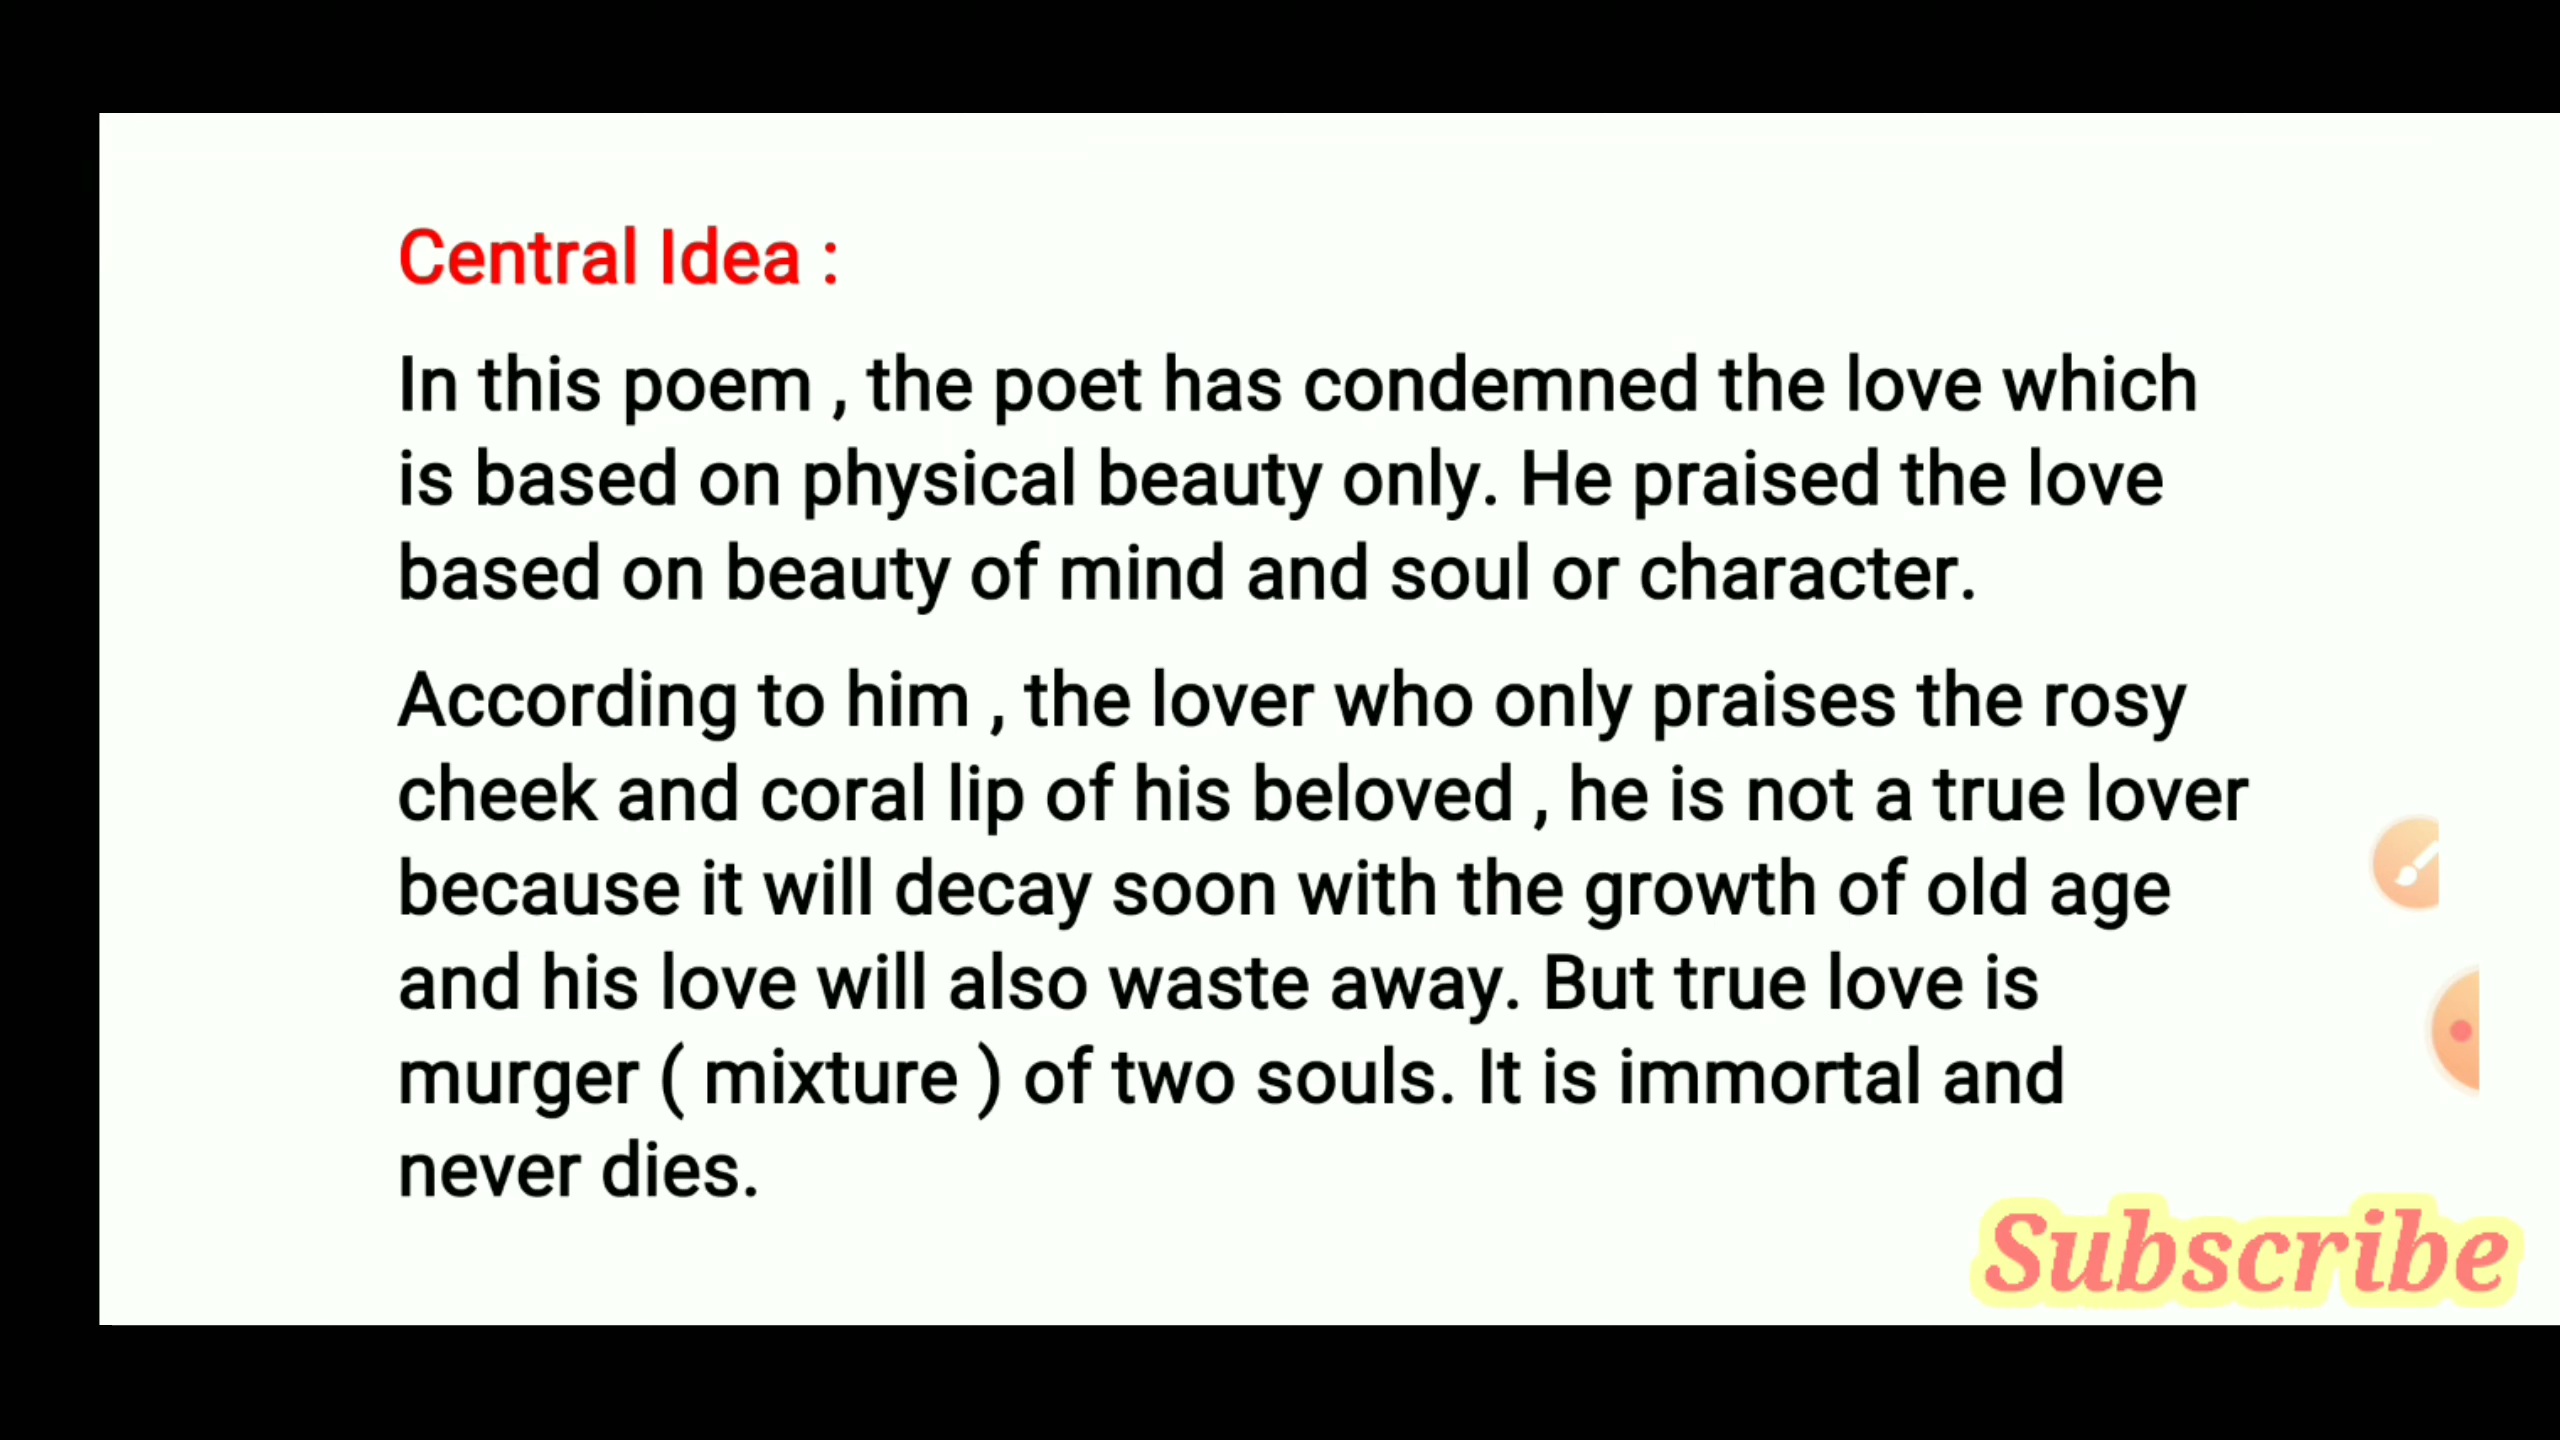 Central Idea :
In this poem , the poet has condemned the love which
is based on physical beauty only. He praised the love
based on beauty of mind and soul or character.
According to him , the lover who only praises the rosy
cheek and coral lip of his beloved , he is not a true lover
because it will decay soon with the growth of old age
and his love will also waste away. But true love is
murger ( mixture ) of two souls. It is immortal and
never dies.
Subscribe